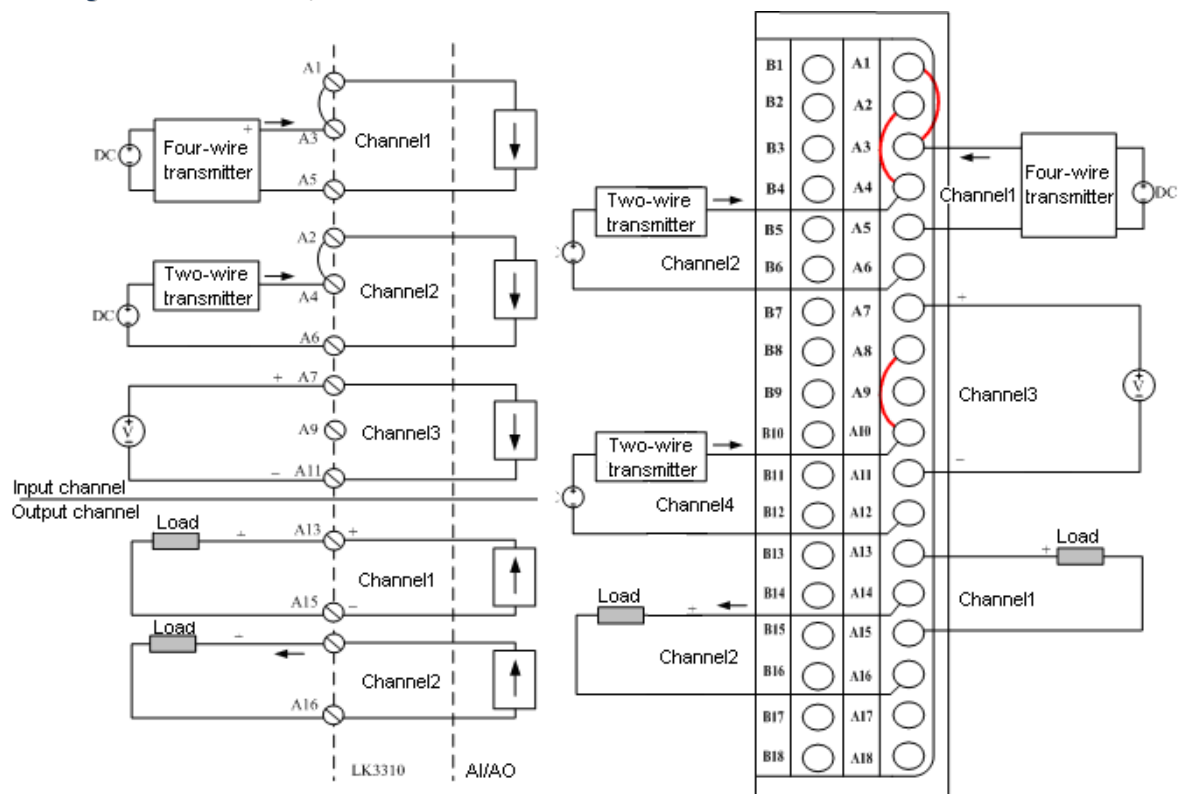 A1
A3
Channel1
+
DC
Four-wire
transmitter
A5
A2
Two-wire
transmitter
A4
Channel2
DC
A6
+ A7
V
A9
Channel3
– A11
Input channel
Output channel
Load
+
A13
+
Channel1
A15
–
Load
+
Channel2
A16
LK3310
AI/AO
B1 A1
B2 A2
B3 A3
B4 A4
B5 A5
B6 A6
B7 A7
B8 A8
B9 A9
B10 A10
B11 A11
B12 A12
B13 A13
B14 A14
B15 A15
B16 A16
B17 A17
B18 A18
Two-wire
transmitter
Channel2
Two-wire
transmitter
Channel4
Load
+
Channel2
Channel1
Four-wire
transmitter
DC
+
V
Channel3
–
Load
+
Channel1